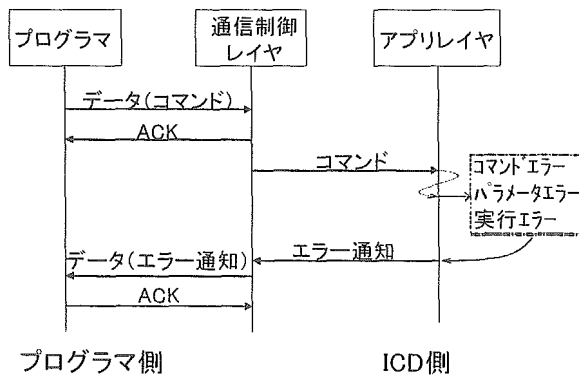 プログラマ
通信制御
レイヤ
アプリレイヤ
データ(コマンド)
ACK
コマンド
コマンドエラー
パラメータエラー
実行エラー
エラー通知
データ(エラー通知)
ACK
プログラマ側
ICD側